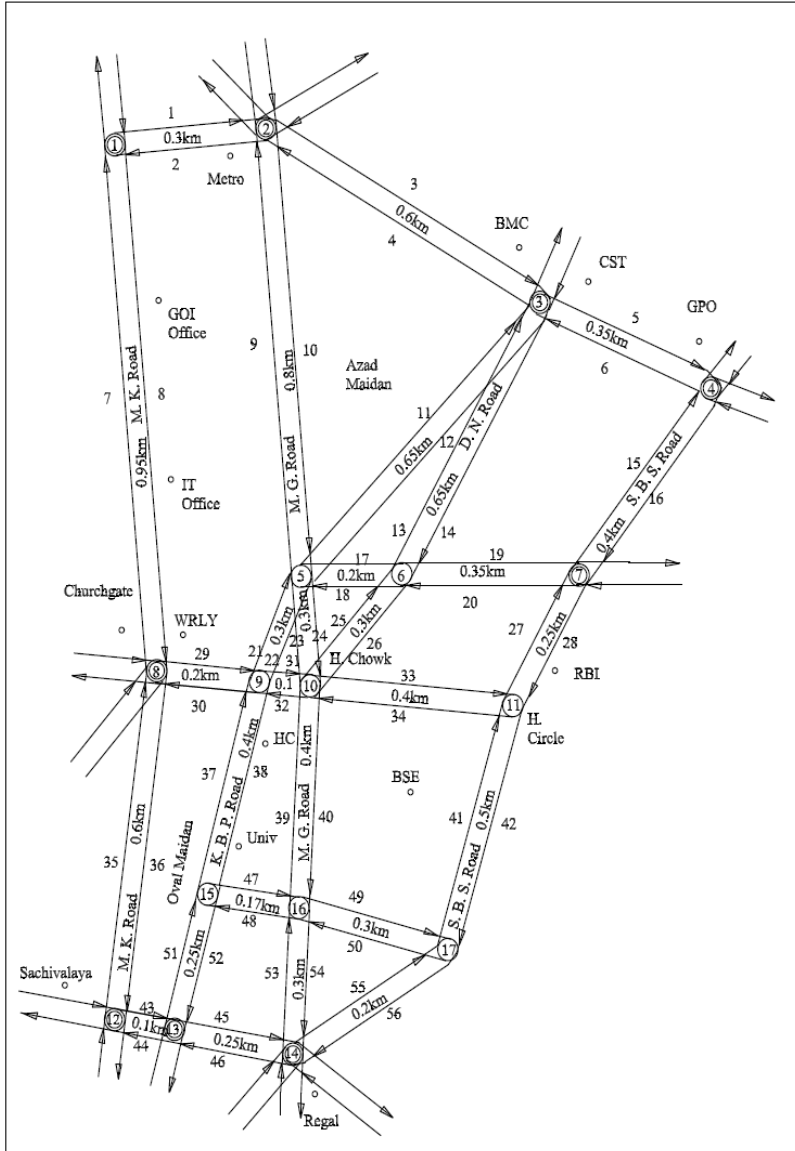 1
2
1
0.3km
2
Metro
3
0.6km
4
BMC
CST
3
GPO
5
0.35km
6
4
GOI
Office
9
10
Azad
Maidan
0.8km
M. G. Road
7
8
M. K. Road
0.95km
IT
Office
11
0.65km
12
D. N. Road
0.65km
13
14
15
S. B. S. Road
16
0.4km
17
19
5
0.2km
6
0.35km
7
18
20
Churchgate
WRLY
0.3km
0.3km
25
0.3km
26
27
0.25km
28
RBI
21
22
23
24
31
H. Chowk
29
8
0.2km
9
0.1
10
33
0.4km
11
30
32
34
H.
Circle
HC
0.4km
37
38
0.4km
39
40
M. G. Road
BSE
41
0.5km
42
S. B. S. Road
35
0.6km
36
M. K. Road
Oval Maidan
K. B. P. Road
Univ
15
47
0.17km
48
16
49
0.3km
50
17
51
0.25km
52
53
0.3km
54
55
0.2km
56
Sachivalaya
12
43
0.1km
44
13
45
0.25km
46
14
Regal